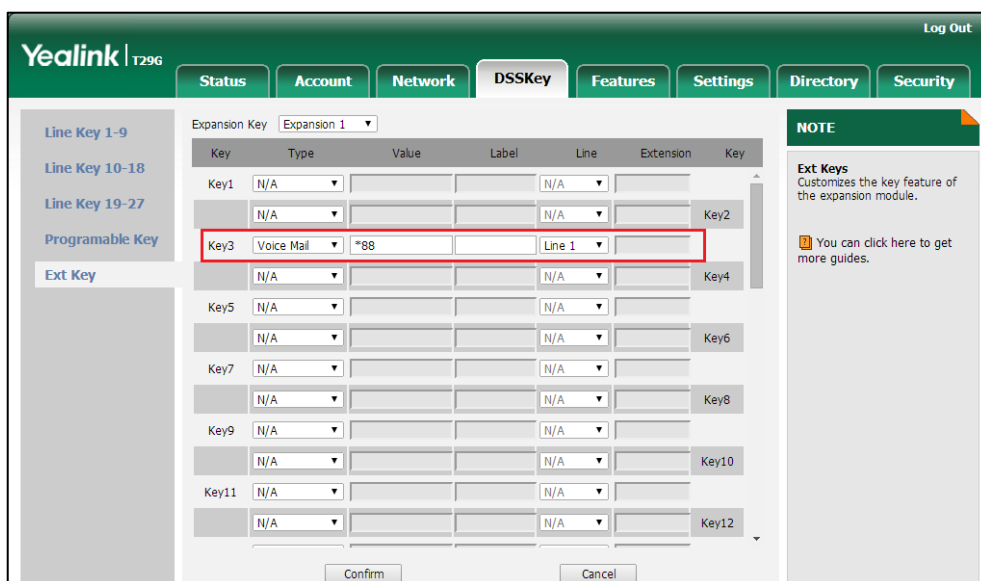 Log Out
Yealink T29G
Status Account Network DSSKey Features Settings Directory Security
Line Key 1-9
Line Key 10-18
Line Key 19-27
Programable Key
Ext Key
Expansion Key Expansion 1
Key Type Value Label Line Extension Key
Key1 N/A N/A
N/A N/A Key2
Key3 Voice Mail *88 Line 1
N/A N/A Key4
Key5 N/A N/A
N/A N/A Key6
Key7 N/A N/A
N/A N/A Key8
Key9 N/A N/A
N/A N/A Key10
Key11 N/A N/A
N/A N/A Key12
Confirm Cancel
NOTE
Ext Keys
Customizes the key feature of
the expansion module.
You can click here to get
more guides.